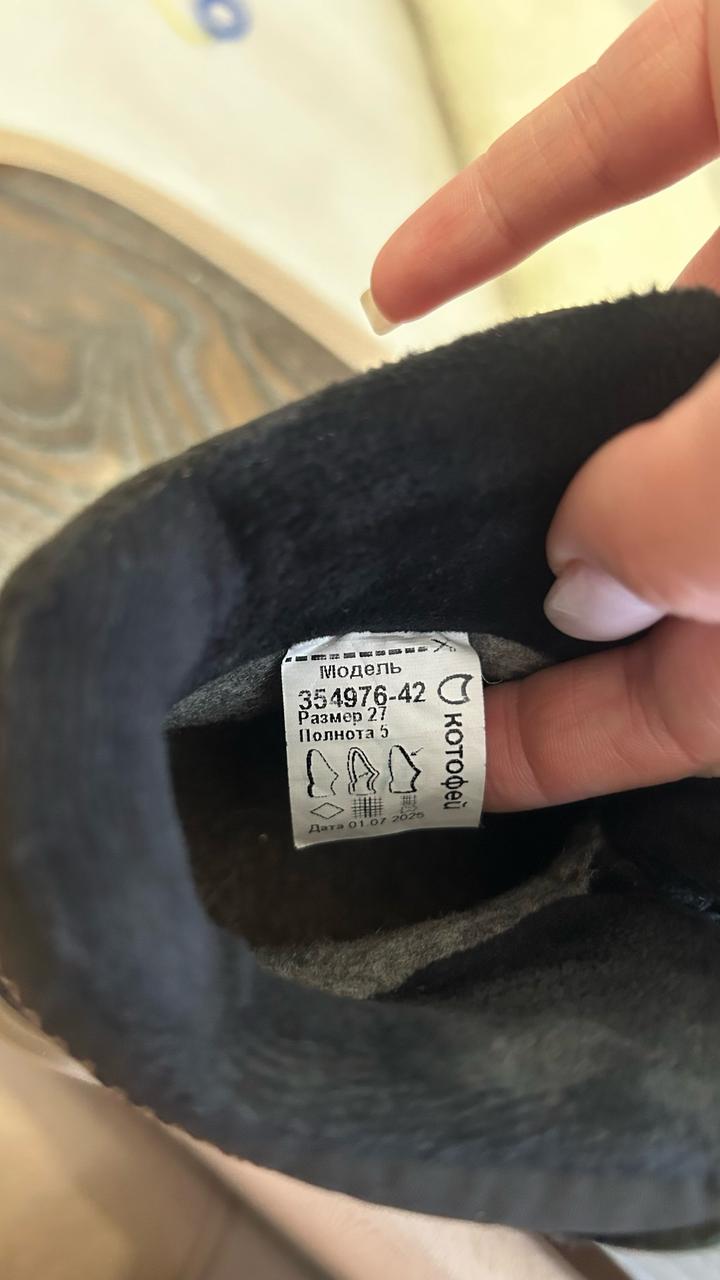 Модель
354976-42
Размер 27
Полнота 5
Дата 01.07 2025
котофей